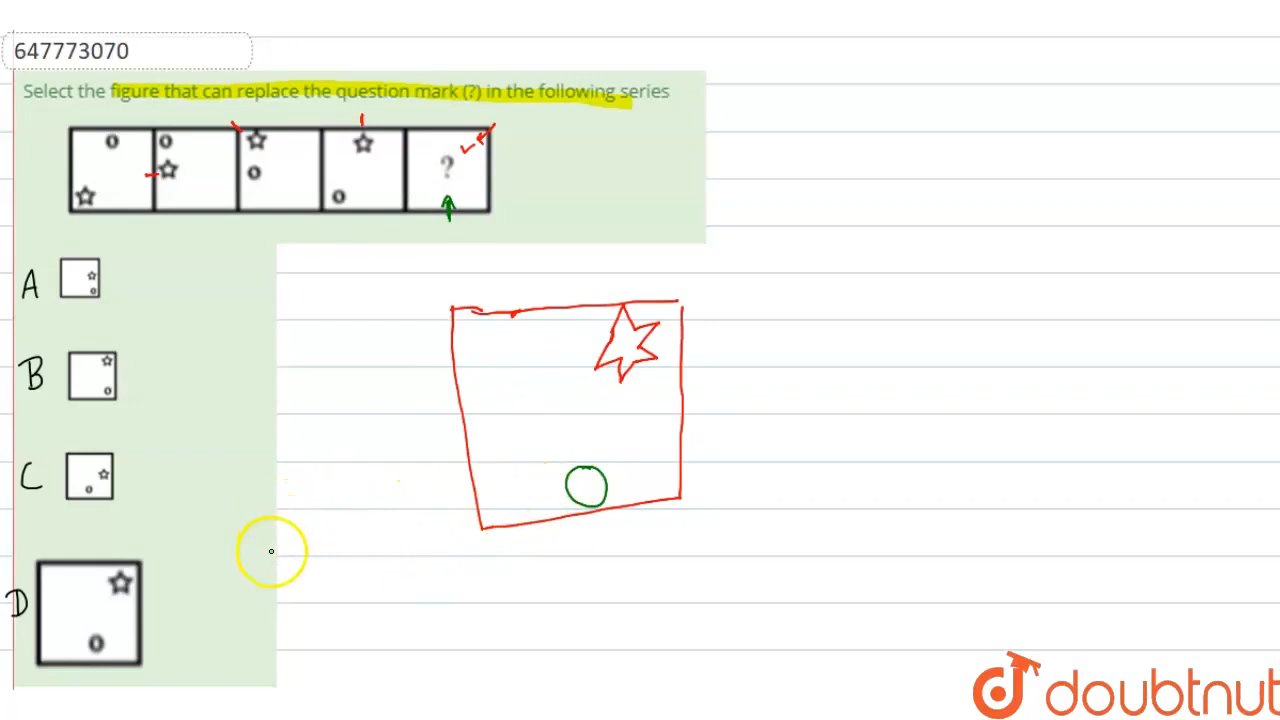 647773070
Select the figure that can replace the question mark (?) in the following series
o o ☆ ☆ ?
☆ ☆ o o
A
☆
o
B
☆
o
C
☆
o
D
☆
o
doubtnut